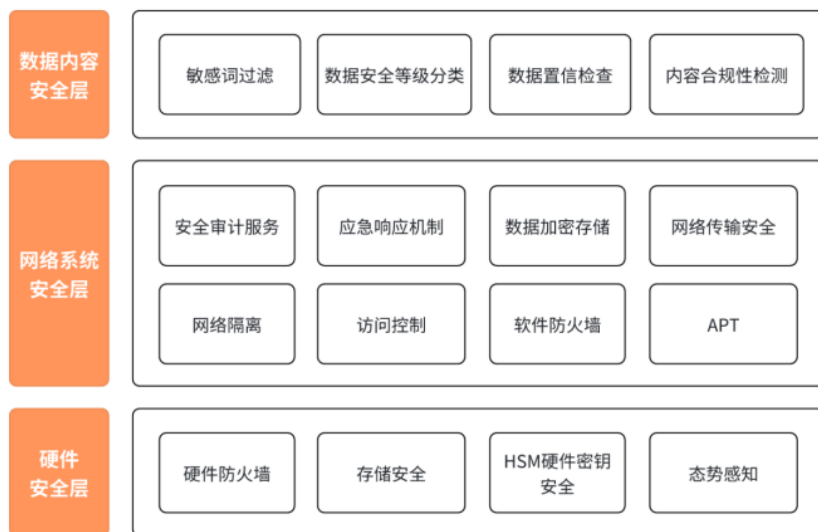 数据内容
安全层
敏感词过滤
数据安全等级分类
数据置信检查
内容合规性检测
网络系统
安全层
安全审计服务
应急响应机制
数据加密存储
网络传输安全
网络隔离
访问控制
软件防火墙
APT
硬件
安全层
硬件防火墙
存储安全
HSM硬件密钥
安全
态势感知